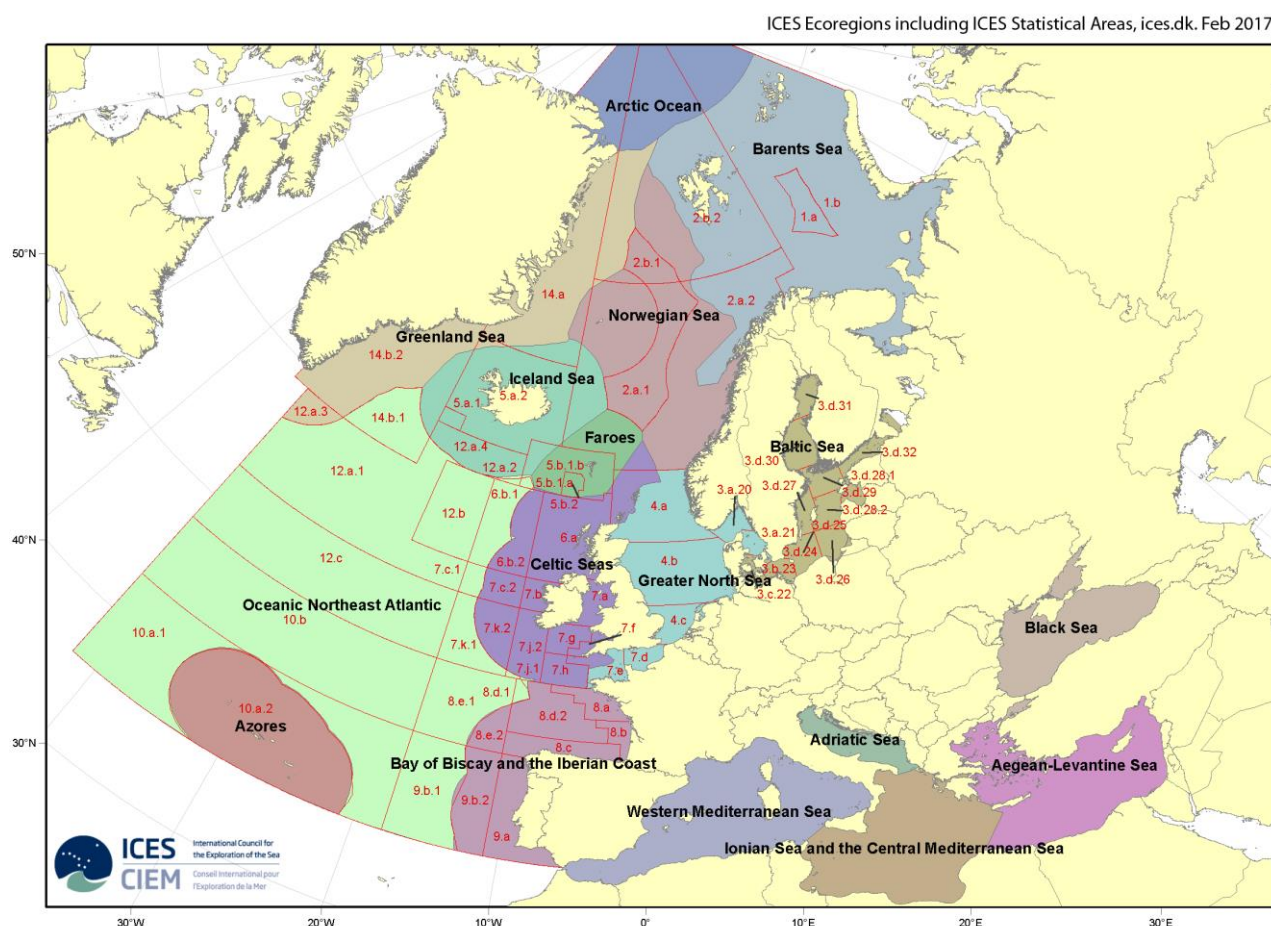 ICES Ecoregions including ICES Statistical Areas, ices.dk. Feb 2017
Arctic Ocean
Barents Sea
1.b
1.a
2.b.2
50°N
2.b.1
14.a
2.a.2
Norwegian Sea
Greenland Sea
14.b.2
Iceland Sea
2.a.1
5.a.2
5.a.1
3.d.31
12.a.3
14.b.1
Faroes
12.a.4
Baltic Sea
3.d.32
12.a.2
5.b.1.b
3.d.30
12.a.1
5.b.1.a
3.d.28.1
6.b.1
3.d.27
3.a.20
3.d.29
5.b.2
4.a
12.b
3.d.28.2
3.d.25
3.a.21
6.a
40°N
3.d.24
12.c
6.b.2
Celtic Seas
4.b
3.b.23
7.c.1
Greater North Sea
3.d.26
7.c.2
7.b
7.a
3.c.22
Oceanic Northeast Atlantic
10.b
10.a.1
7.k.2
7.f
4.c
Black Sea
7.g
7.k.1
7.j.2
7.d
7.j.1
7.h
7.e
8.d.1
8.e.1
8.a
10.a.2
Azores
8.d.2
8.b
8.e.2
30°N
8.c
Adriatic Sea
Bay of Biscay and the Iberian Coast
Aegean-Levantine Sea
9.b.1
9.b.2
Western Mediterranean Sea
9.a
Ionian Sea and the Central Mediterranean Sea
ICES
CIEM
International Council for
the Exploration of the Sea
Conseil International pour
l'Exploration de la Mer
30°W
20°W
10°W
0°
10°E
20°E
30°E